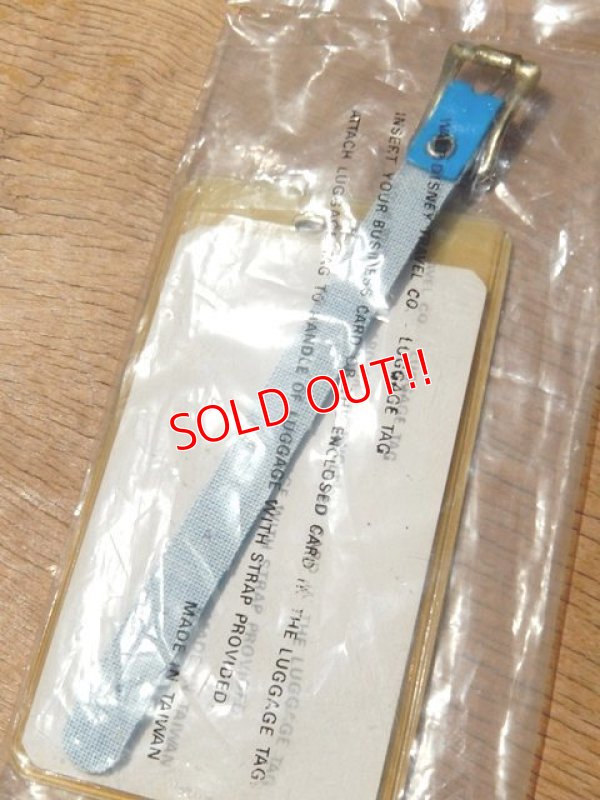 WALT DISNEY TRAVEL CO. LUGGAGE TAG
INSERT YOUR BUSINESS CARD OR THE ENCLOSED CARD IN THE LUGGAGE TAG
ATTACH LUGGAGE TAG TO HANDLE OF LUGGAGE WITH STRAP PROVIDED
MADE IN TAIWAN
SOLD OUT!!